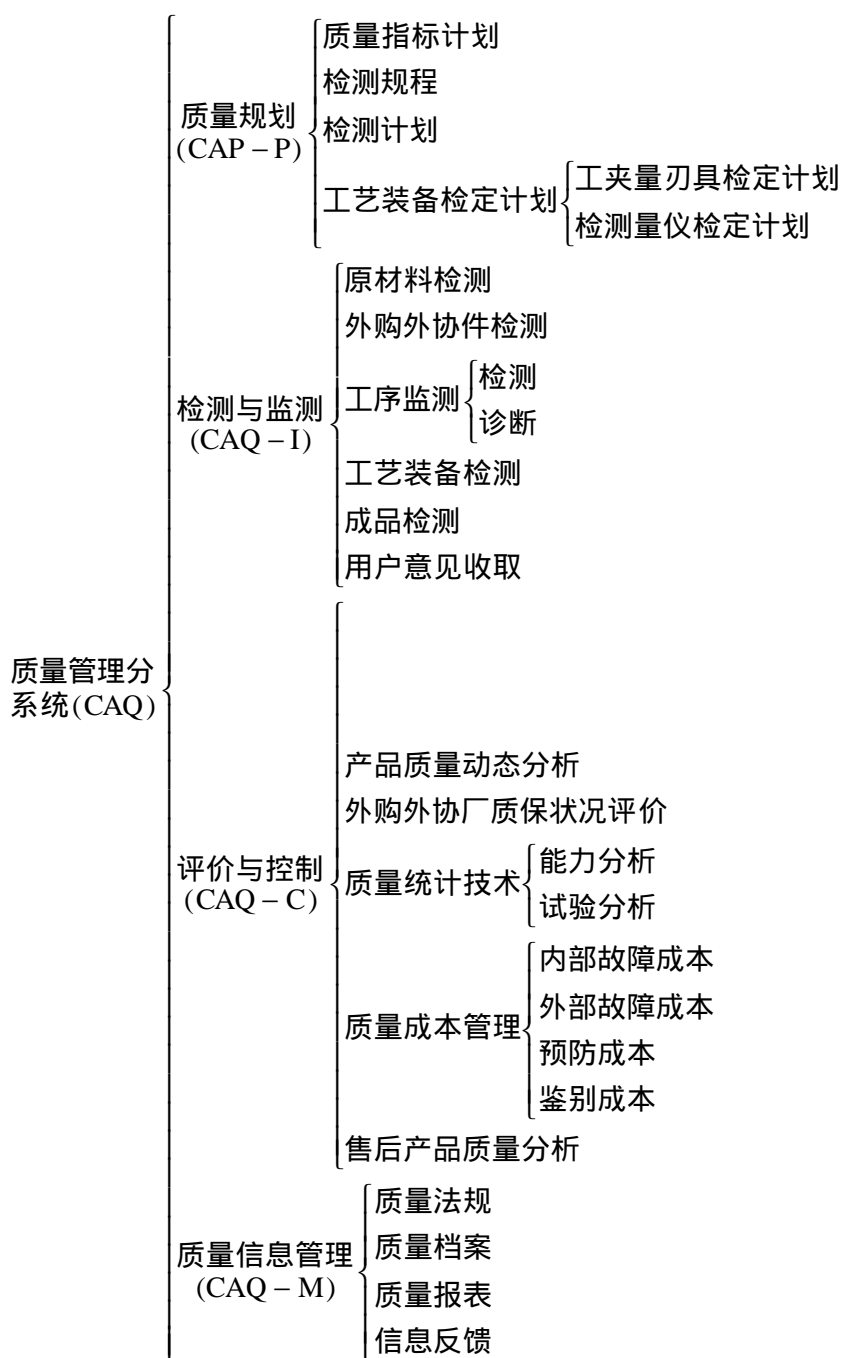 质量指标计划
检测规程
质量规划
(CAP－P)
检测计划
工艺装备检定计划
工夹量刃具检定计划
检测量仪检定计划
原材料检测
外购外协件检测
检测与监测
(CAQ－I)
工序监测
检测
诊断
工艺装备检测
成品检测
用户意见收取
质量管理分
系统(CAQ)
产品质量动态分析
外购外协厂质保状况评价
评价与控制
(CAQ－C)
质量统计技术
能力分析
试验分析
质量成本管理
内部故障成本
外部故障成本
预防成本
鉴别成本
售后产品质量分析
质量信息管理
(CAQ－M)
质量法规
质量档案
质量报表
信息反馈